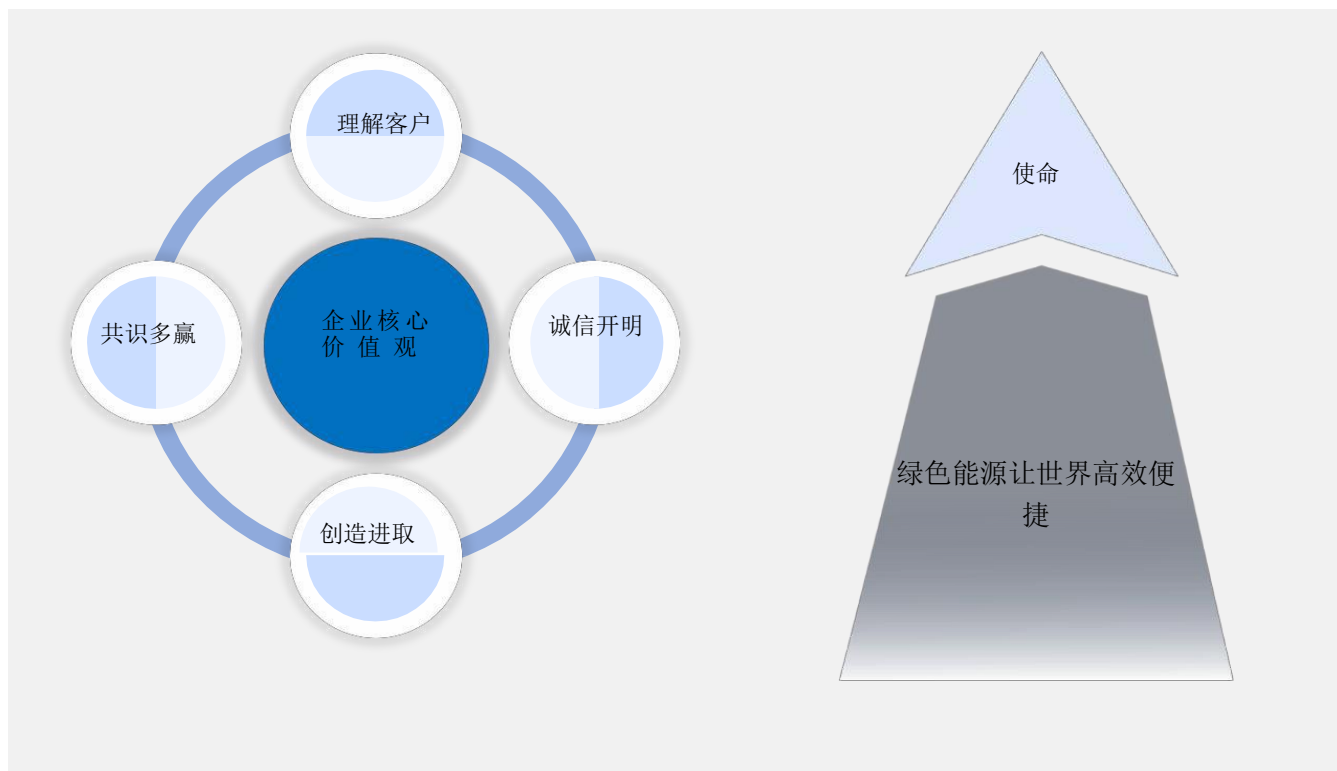 理解客户
共识多赢
企业核心
价值观
诚信开明
创造进取
使命
绿色能源让世界高效便
捷